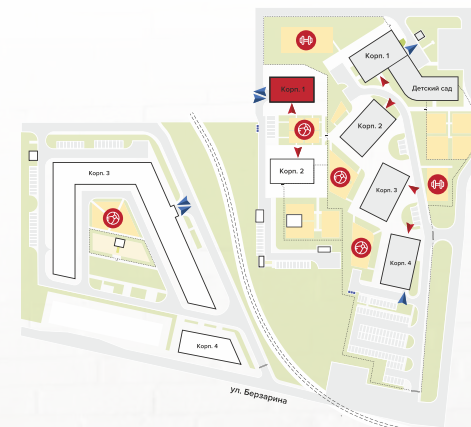 Корп. 1
Корп. 1
Детский сад
Корп. 2
Корп. 2
Корп. 3
Корп. 3
Корп. 4
Корп. 4
ул. Берзарина